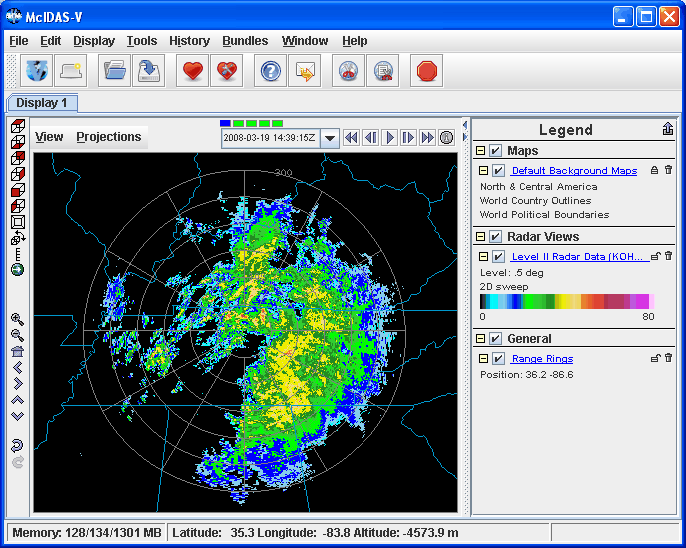 McIDAS-V
File Edit Display Tools History Bundles Window Help
Display 1
View Projections
2008-03-19 14:39:15Z
300
Legend
Maps
Default Background Maps
North & Central America
World Country Outlines
World Political Boundaries
Radar Views
Level II Radar Data (KOH...
Level: .5 deg
2D sweep
0 80
General
Range Rings
Position: 36.2 -86.6
Memory: 128/134/1301 MB Latitude: 35.3 Longitude: -83.8 Altitude: -4573.9 m